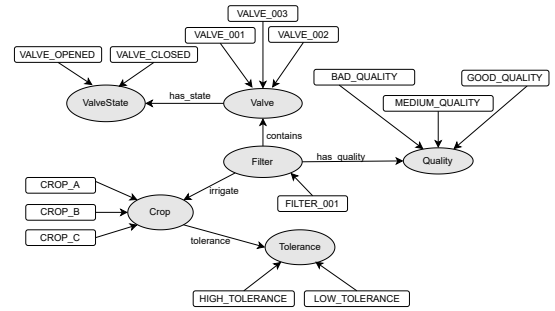 VALVE_003
VALVE_001
VALVE_002
VALVE_OPENED
VALVE_CLOSED
BAD_QUALITY
GOOD_QUALITY
MEDIUM_QUALITY
ValveState
has_state
Valve
contains
Filter
has_quality
Quality
CROP_A
irrigate
FILTER_001
CROP_B
Crop
CROP_C
tolerance
Tolerance
HIGH_TOLERANCE
LOW_TOLERANCE